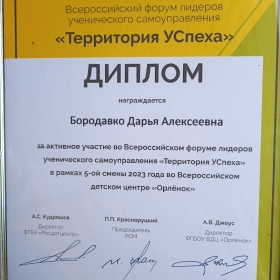 Всероссийский форум лидеров
ученического самоуправления
«Территория УСпеха»
ДИПЛОМ
награждается
Бородавко Дарья Алексеевна
за активное участие во Всероссийском форуме лидеров
ученического самоуправления «Территория УСпеха»
в рамках 5-ой смены 2023 года во Всероссийском
детском центре «Орлёнок»
А.С. Кудряшов
Директор
ФГБУ «Росдетцентр»
П.П. Красноруцкий
Председатель
РСМ
А.В. Джеус
Директор
ФГБОУ ВДЦ «Орлёнок»